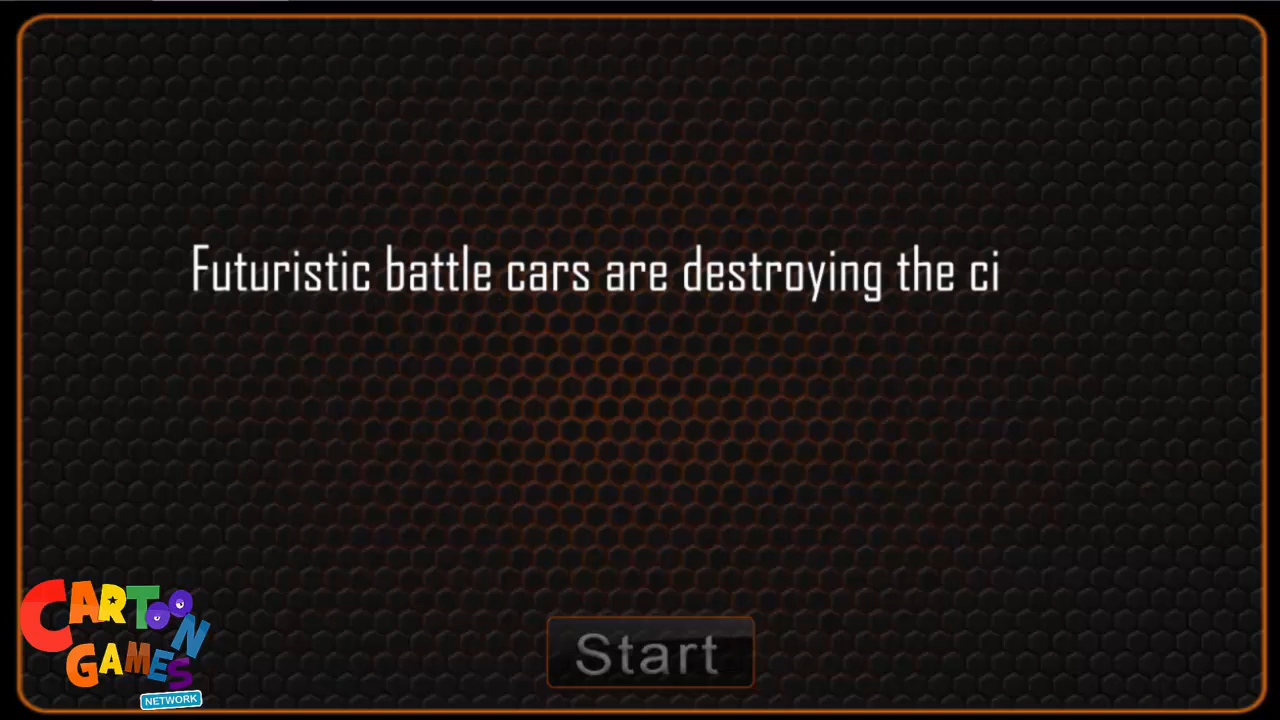 Futuristic battle cars are destroying the ci
Start
CARTOON
GAMES
NETWORK